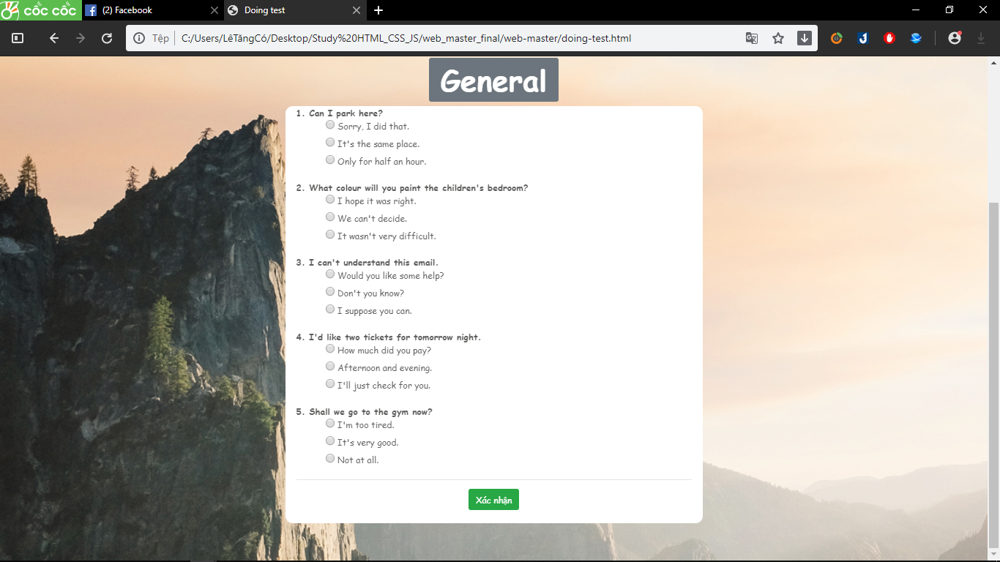 cốc cốc
(2) Facebook
Doing test
Tệp
C:/Users/LêTăngCó/Desktop/Study%20HTML_CSS_JS/web_master_final/web-master/doing-test.html
General
1. Can I park here?
Sorry, I did that.
It's the same place.
Only for half an hour.
2. What colour will you paint the children's bedroom?
I hope it was right.
We can't decide.
It wasn't very difficult.
3. I can't understand this email.
Would you like some help?
Don't you know?
I suppose you can.
4. I'd like two tickets for tomorrow night.
How much did you pay?
Afternoon and evening.
I'll just check for you.
5. Shall we go to the gym now?
I'm too tired.
It's very good.
Not at all.
Xác nhận